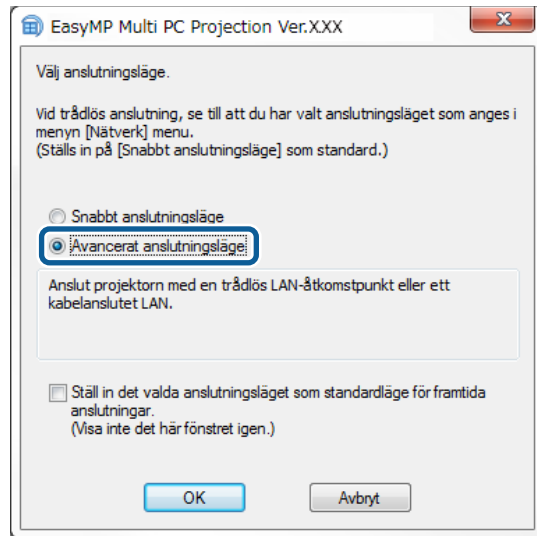 EasyMP Multi PC Projection Ver.XXX
Välj anslutningsläge.
Vid trådlös anslutning, se till att du har valt anslutningsläget som anges i
menyn [Nätverk] menu.
(Ställs in på [Snabbt anslutningsläge] som standard.)
Snabbt anslutningsläge
Avancerat anslutningsläge
Anslut projektorn med en trådlös LAN-åtkomstpunkt eller ett
kabelanslutet LAN.
Ställ in det valda anslutningsläget som standardläge för framtida
anslutningar.
(Visa inte det här fönstret igen.)
OK
Avbryt